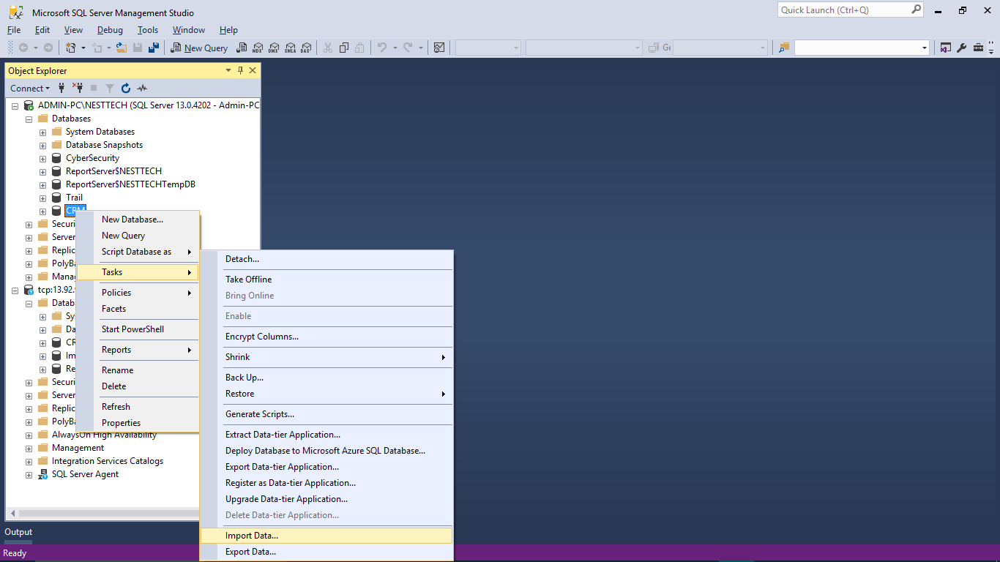 Microsoft SQL Server Management Studio
Quick Launch (Ctrl+Q)
File Edit View Debug Tools Window Help
New Query MDX DMX XMLA DAX Ge
Object Explorer
Connect
ADMIN-PC\NESTTECH (SQL Server 13.0.4202 - Admin-PC
Databases
System Databases
Database Snapshots
CyberSecurity
ReportServer$NESTTECH
ReportServer$NESTTECHTempDB
Trail
CRM
Securi
Server
Replic
PolyBa
Manag
tcp:13.92.
Databa
Sys
Da
CR
Im
Re
Securi
Server
Replic
PolyBa
AlwaysOn High Availability
Management
Integration Services Catalogs
SQL Server Agent
New Database...
New Query
Script Database as
Tasks
Policies
Facets
Start PowerShell
Reports
Rename
Delete
Refresh
Properties
Detach...
Take Offline
Bring Online
Enable
Encrypt Columns...
Shrink
Back Up...
Restore
Generate Scripts...
Extract Data-tier Application...
Deploy Database to Microsoft Azure SQL Database...
Export Data-tier Application...
Register as Data-tier Application...
Upgrade Data-tier Application...
Delete Data-tier Application...
Import Data...
Export Data...
Output
Ready